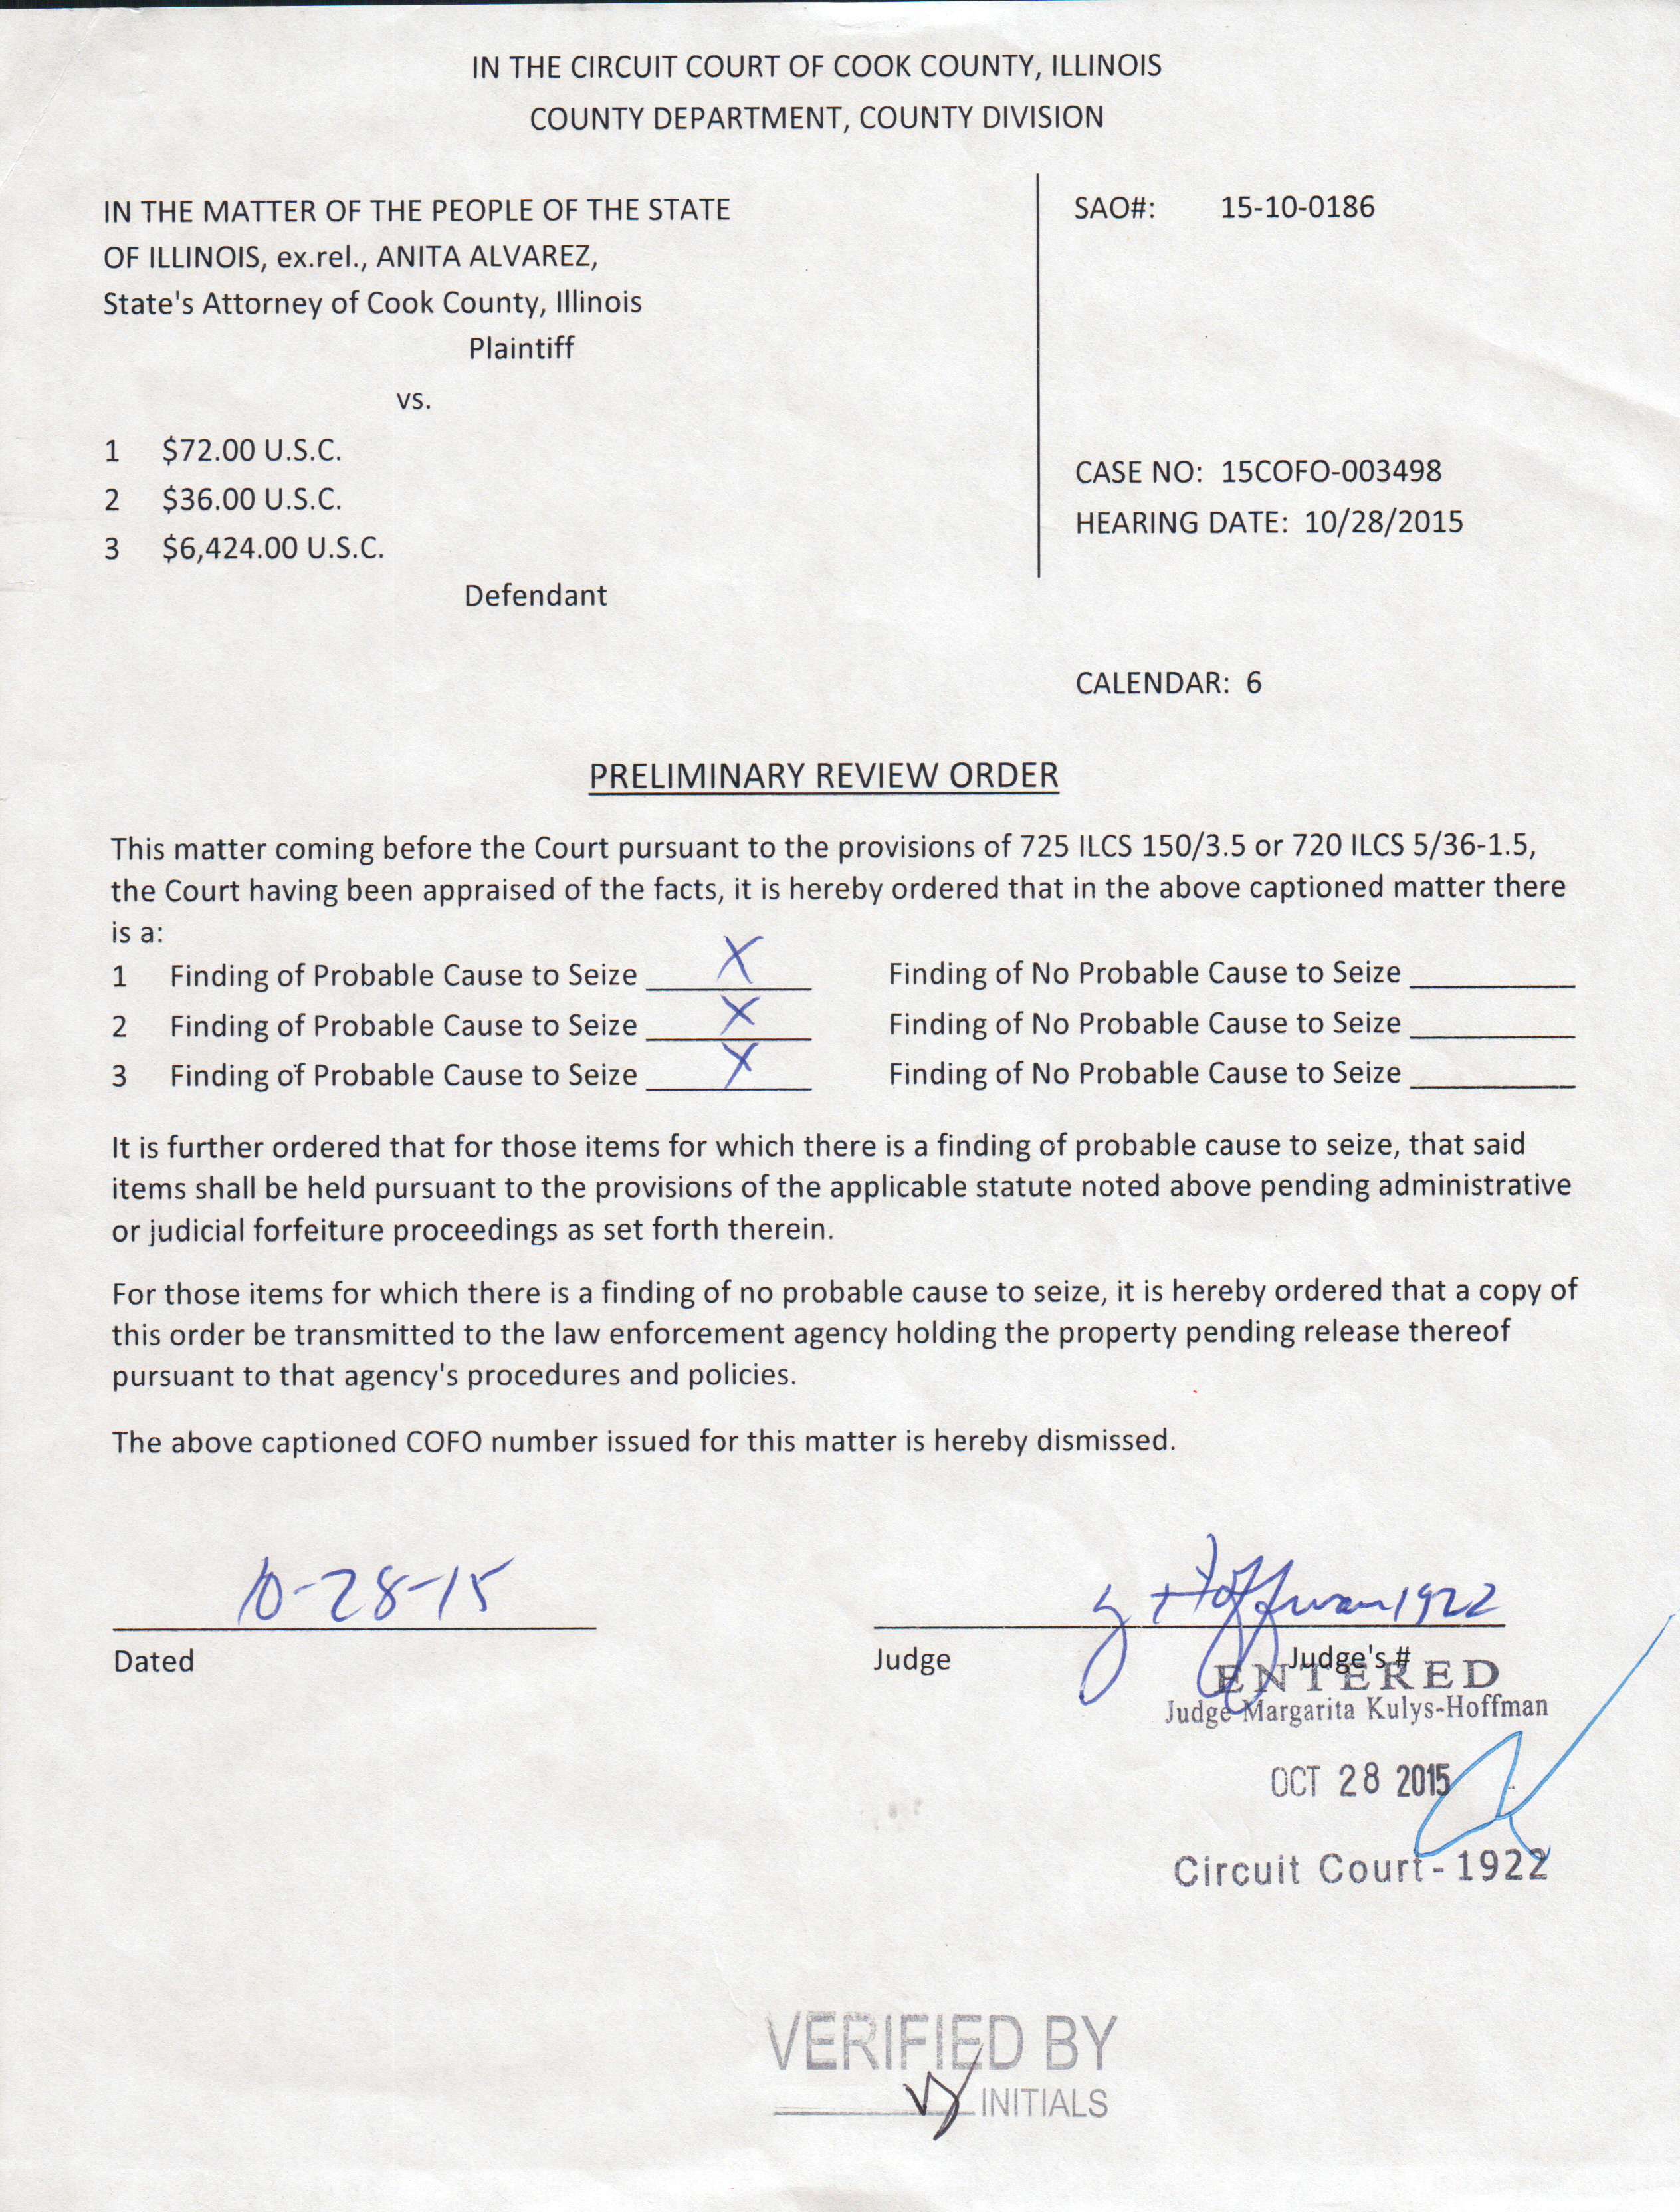 IN THE CIRCUIT COURT OF COOK COUNTY, ILLINOIS
COUNTY DEPARTMENT, COUNTY DIVISION
IN THE MATTER OF THE PEOPLE OF THE STATE
OF ILLINOIS, ex.rel., ANITA ALVAREZ,
State's Attorney of Cook County, Illinois
Plaintiff
vs.
1 $72.00 U.S.C.
2 $36.00 U.S.C.
3 $6,424.00 U.S.C.
Defendant
SAO#: 15-10-0186
CASE NO: 15COFO-003498
HEARING DATE: 10/28/2015
CALENDAR: 6
PRELIMINARY REVIEW ORDER
This matter coming before the Court pursuant to the provisions of 725 ILCS 150/3.5 or 720 ILCS 5/36-1.5,
the Court having been appraised of the facts, it is hereby ordered that in the above captioned matter there
is a:
1 Finding of Probable Cause to Seize X Finding of No Probable Cause to Seize
2 Finding of Probable Cause to Seize X Finding of No Probable Cause to Seize
3 Finding of Probable Cause to Seize X Finding of No Probable Cause to Seize
It is further ordered that for those items for which there is a finding of probable cause to seize, that said
items shall be held pursuant to the provisions of the applicable statute noted above pending administrative
or judicial forfeiture proceedings as set forth therein.
For those items for which there is a finding of no probable cause to seize, it is hereby ordered that a copy of
this order be transmitted to the law enforcement agency holding the property pending release thereof
pursuant to that agency's procedures and policies.
The above captioned COFO number issued for this matter is hereby dismissed.
10-28-15 Hoffman 1922
Dated Judge Judge's #
ENTERED
Judge Margarita Kulys-Hoffman
OCT 28 2015
Circuit Court - 1922
VERIFIED BY
INITIALS